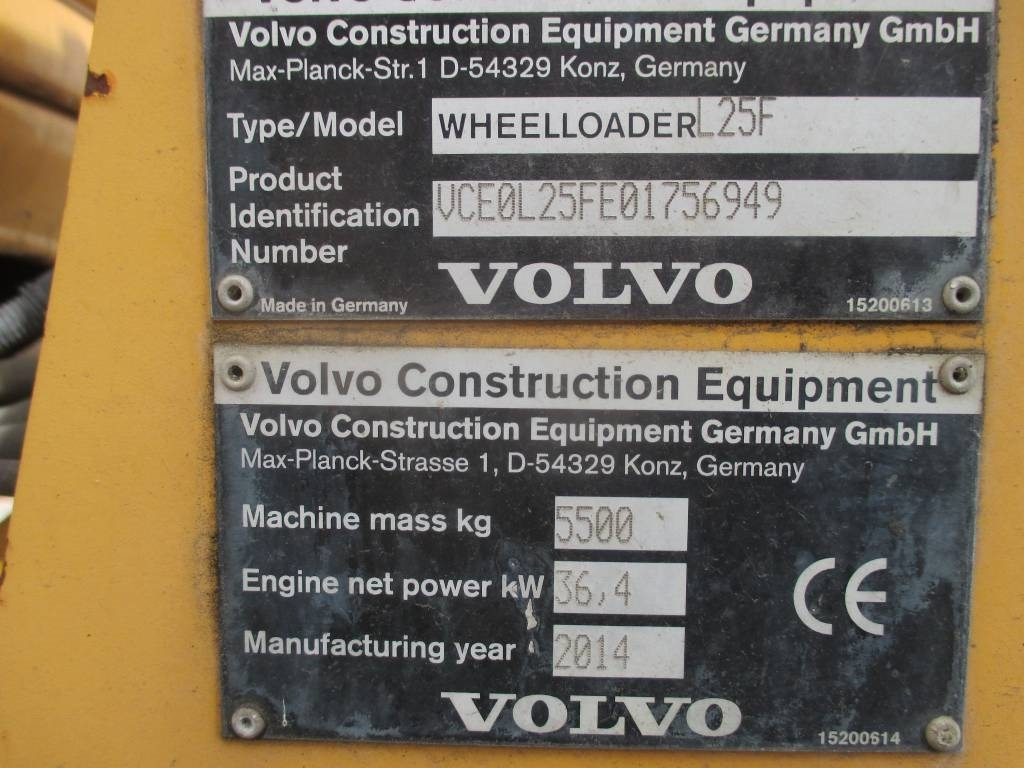 Volvo Construction Equipment Germany GmbH
Max-Planck-Str.1 D-54329 Konz, Germany
Type/Model WHEELLOADER L25F
Product
Identification
Number
VCE0L25FE01756949
VOLVO
Made in Germany
15200613
Volvo Construction Equipment
Volvo Construction Equipment Germany GmbH
Max-Planck-Strasse 1, D-54329 Konz, Germany
Machine mass kg 5500
Engine net power kW 36,4
CE
Manufacturing year 2014
VOLVO
15200614